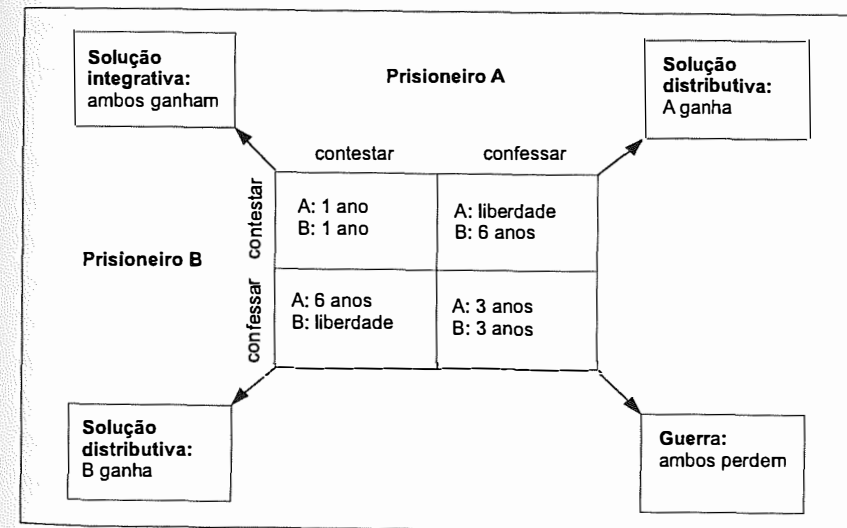 Solução
integrativa:
ambos ganham
Prisioneiro A
Solução
distributiva:
A ganha
contestar
confessar
Prisioneiro B
contestar
confessar
A: 1 ano
B: 1 ano
A: liberdade
B: 6 anos
A: 6 anos
B: liberdade
A: 3 anos
B: 3 anos
Solução
distributiva:
B ganha
Guerra:
ambos perdem